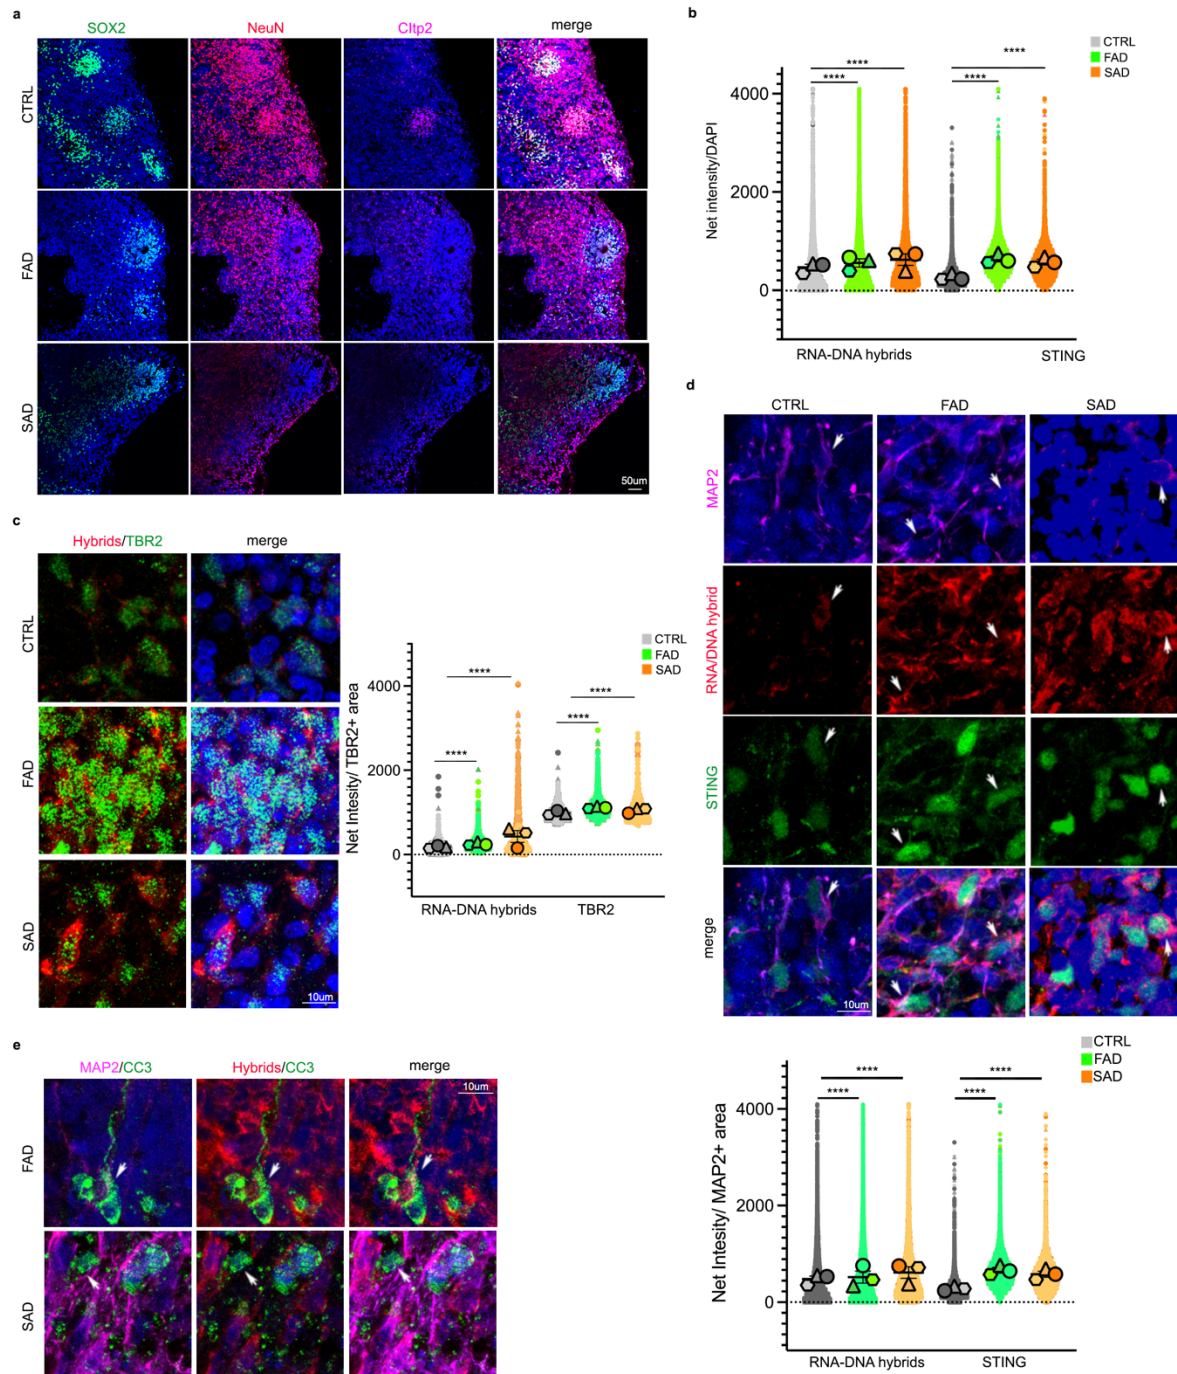 a
SOX2 NeuN CItp2 merge
CTRL
FAD
SAD
50um
b
CTRL
FAD
SAD
Net intensity/DAPI
4000
2000
0
**** **** **** ****
RNA-DNA hybrids STING
c
Hybrids/TBR2 merge
CTRL
FAD
SAD
10um
CTRL
FAD
SAD
Net Intesity/ TBR2+ area
4000
2000
0
**** **** **** ****
RNA-DNA hybrids TBR2
d
CTRL FAD SAD
MAP2
RNA/DNA hybrid
STING
merge
10um
CTRL
FAD
SAD
Net Intesity/ MAP2+ area
4000
2000
0
**** **** **** ****
RNA-DNA hybrids STING
e
MAP2/CC3 Hybrids/CC3 merge
10um
FAD
SAD